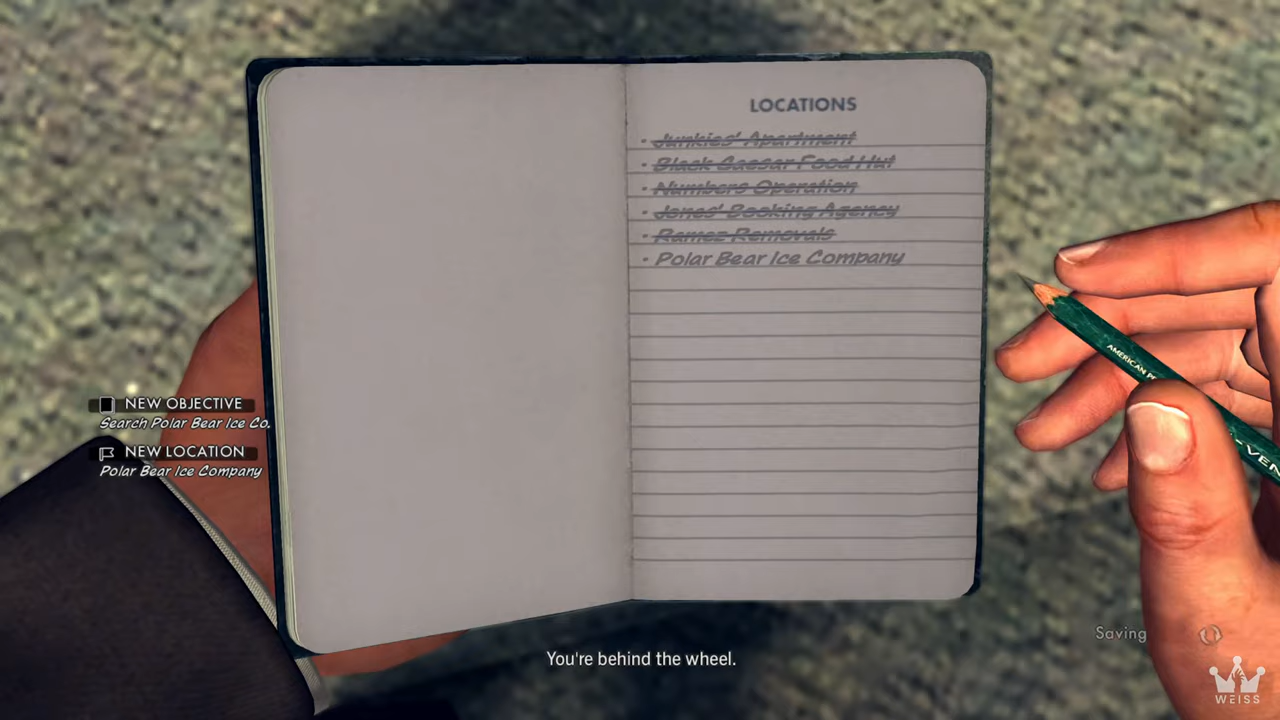 LOCATIONS
· Junkies' Apartment
· Black Caesar Food Hut
· Numbers Operation
· Jones' Booking Agency
· Ramez Removals
· Polar Bear Ice Company
NEW OBJECTIVE
Search Polar Bear Ice Co.
NEW LOCATION
Polar Bear Ice Company
AMERICAN
VEN
You're behind the wheel.
Saving
WEISS